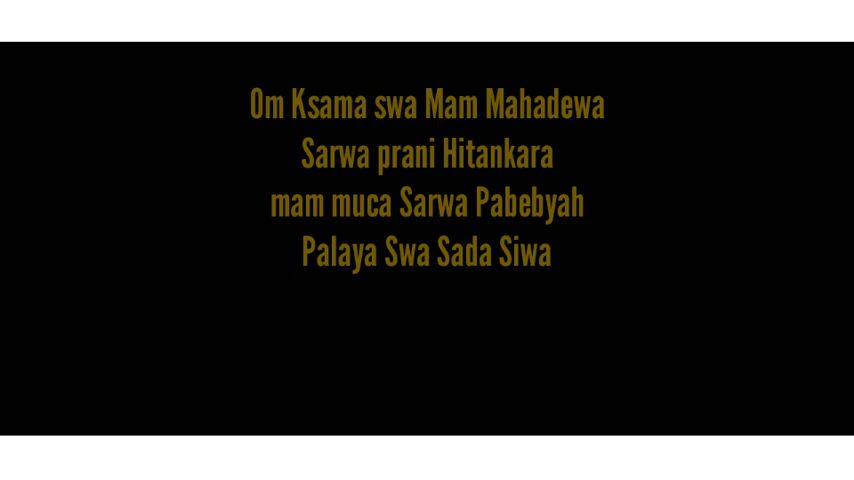 Om Ksama swa Mam Mahadewa
Sarwa prani Hitankara
mam muca Sarwa Pabebyah
Palaya Swa Sada Siwa